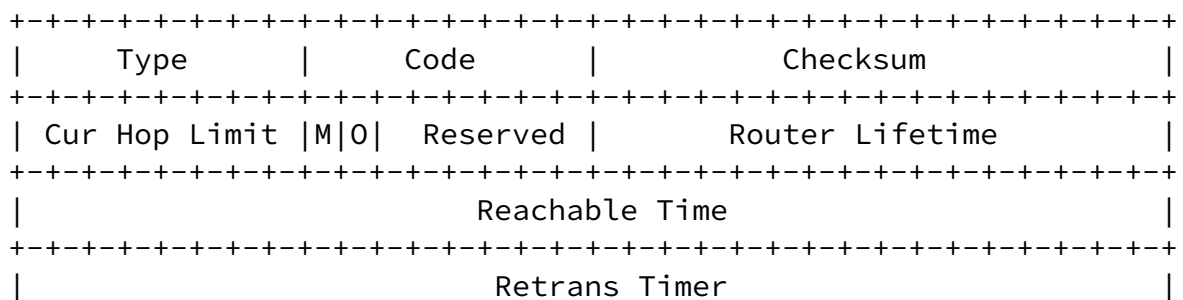 +-+-+-+-+-+-+-+-+-+-+-+-+-+-+-+-+-+-+-+-+-+-+-+-+-+-+-+-+-+-+-+-+
|     Type      |     Code      |          Checksum             |
+-+-+-+-+-+-+-+-+-+-+-+-+-+-+-+-+-+-+-+-+-+-+-+-+-+-+-+-+-+-+-+-+
| Cur Hop Limit |M|O|  Reserved |       Router Lifetime         |
+-+-+-+-+-+-+-+-+-+-+-+-+-+-+-+-+-+-+-+-+-+-+-+-+-+-+-+-+-+-+-+-+
|                         Reachable Time                        |
+-+-+-+-+-+-+-+-+-+-+-+-+-+-+-+-+-+-+-+-+-+-+-+-+-+-+-+-+-+-+-+-+
|                          Retrans Timer                        |